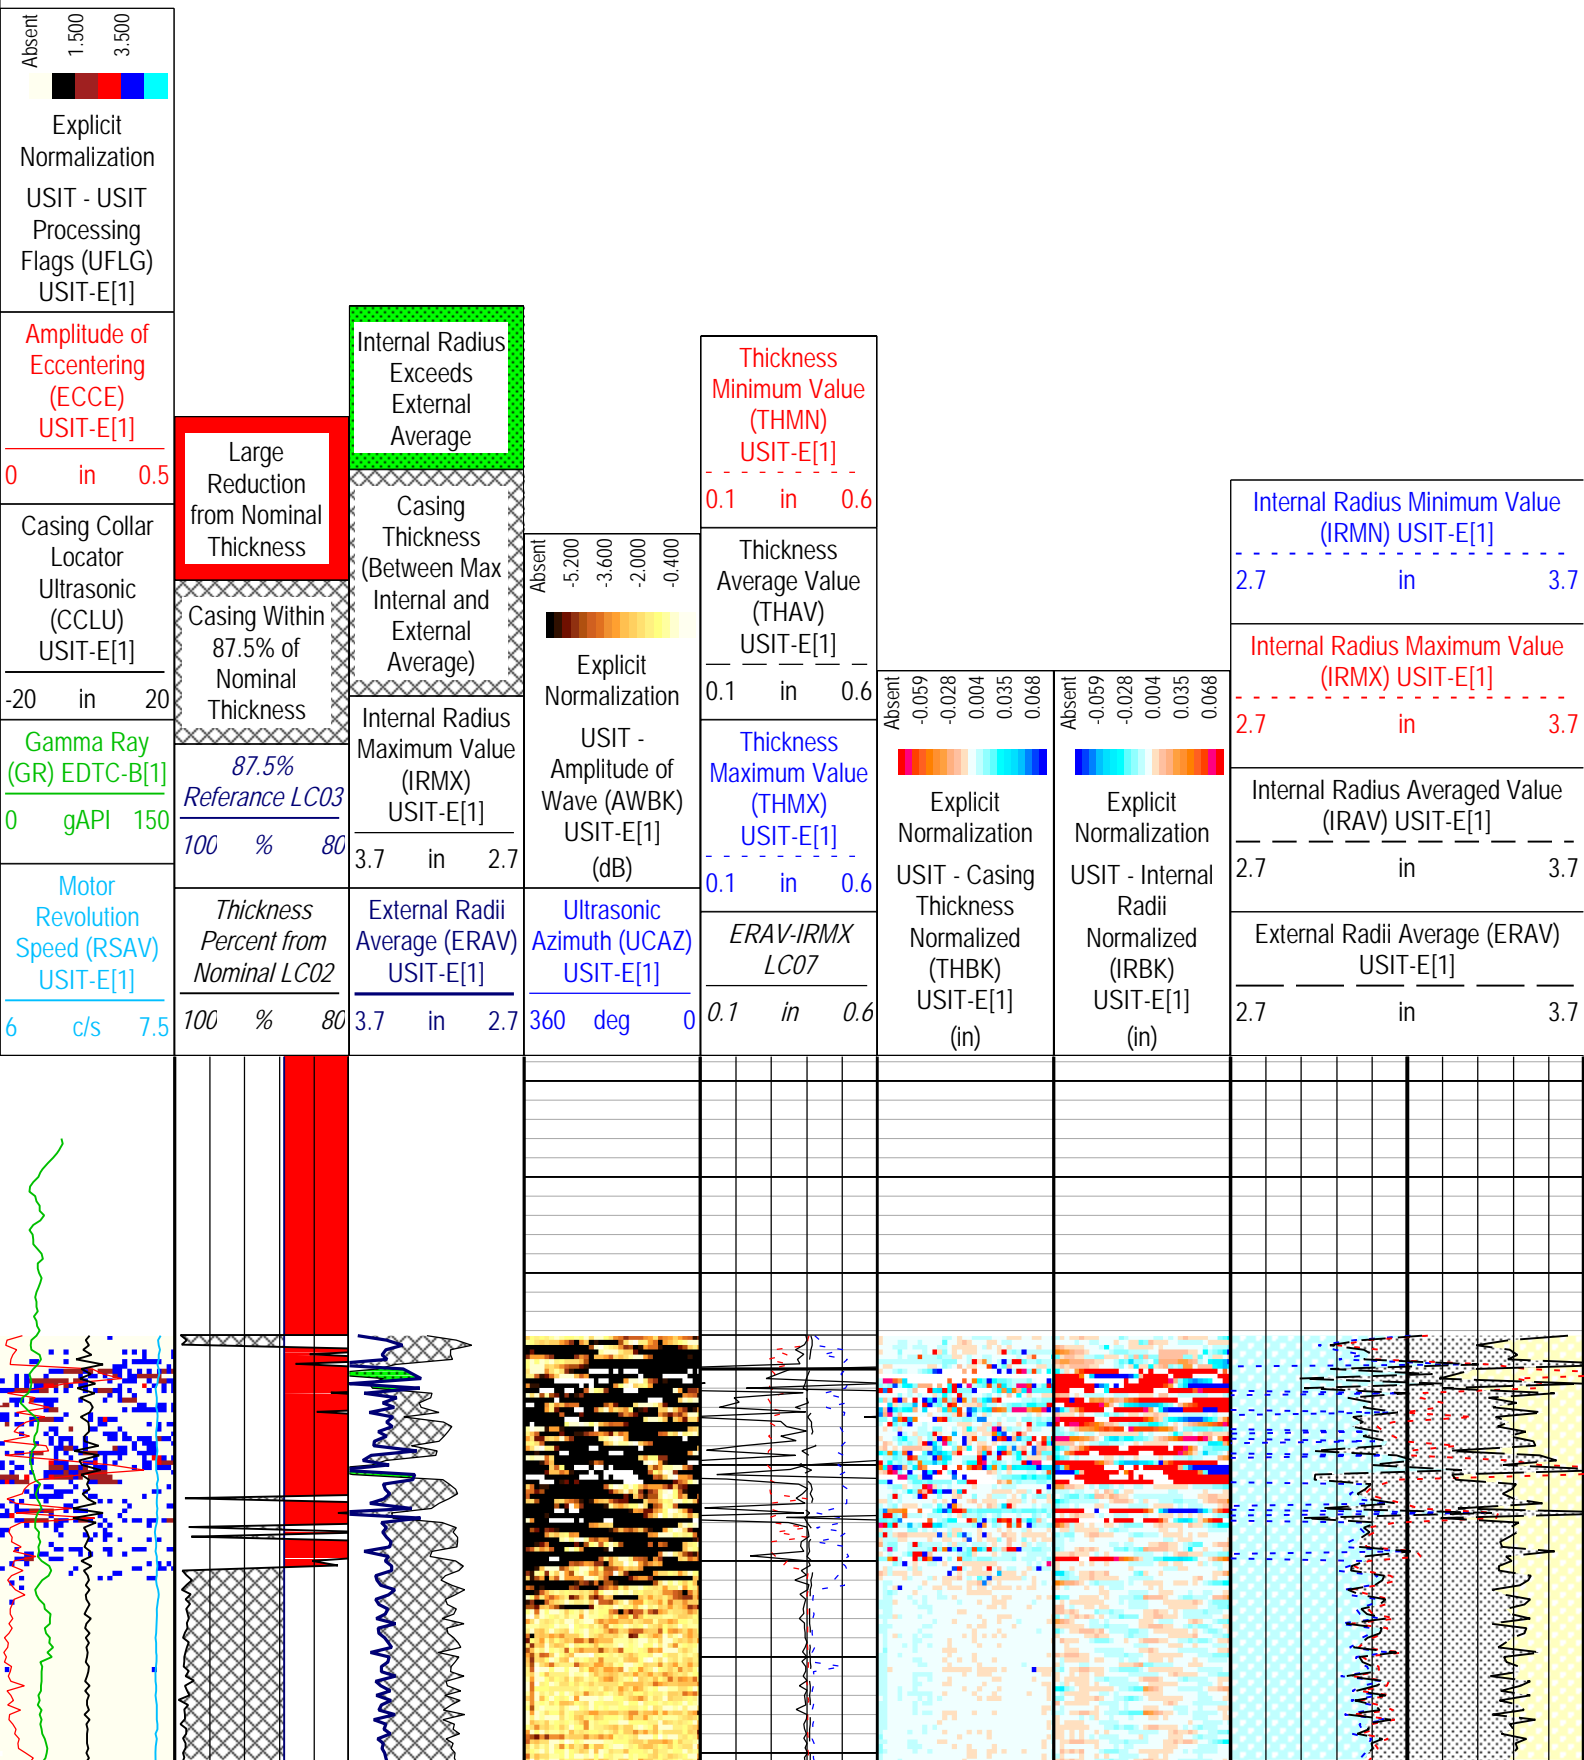 Absent
1.500
3.500
Explicit
Normalization
USIT - USIT
Processing
Flags (UFLG)
USIT-E[1]
Amplitude of
Eccentering
(ECCE)
USIT-E[1]
0 in 0.5
Casing Collar
Locator
Ultrasonic
(CCLU)
USIT-E[1]
-20 in 20
Gamma Ray
(GR) EDTC-B[1]
0 gAPI 150
Motor
Revolution
Speed (RSAV)
USIT-E[1]
6 c/s 7.5
Large
Reduction
from Nominal
Thickness
Casing Within
87.5% of
Nominal
Thickness
87.5%
Referance LC03
100 % 80
Thickness
Percent from
Nominal LC02
100 % 80
Internal Radius
Exceeds
External
Average
Casing
Thickness
(Between Max
Internal and
External
Average)
Internal Radius
Maximum Value
(IRMX)
USIT-E[1]
3.7 in 2.7
External Radii
Average (ERAV)
USIT-E[1]
3.7 in 2.7
Absent
-5.200
-3.600
-2.000
-0.400
Explicit
Normalization
USIT -
Amplitude of
Wave (AWBK)
USIT-E[1]
(dB)
Ultrasonic
Azimuth (UCAZ)
USIT-E[1]
360 deg 0
Thickness
Minimum Value
(THMN)
USIT-E[1]
0.1 in 0.6
Thickness
Average Value
(THAV)
USIT-E[1]
0.1 in 0.6
Thickness
Maximum Value
(THMX)
USIT-E[1]
0.1 in 0.6
ERAV-IRMX
LC07
0.1 in 0.6
Absent
-0.059
-0.028
0.004
0.035
0.068
Explicit
Normalization
USIT - Casing
Thickness
Normalized
(THBK)
USIT-E[1]
(in)
Absent
-0.059
-0.028
0.004
0.035
0.068
Explicit
Normalization
USIT - Internal
Radii
Normalized
(IRBK)
USIT-E[1]
(in)
Internal Radius Minimum Value
(IRMN) USIT-E[1]
2.7 in 3.7
Internal Radius Maximum Value
(IRMX) USIT-E[1]
2.7 in 3.7
Internal Radius Averaged Value
(IRAV) USIT-E[1]
2.7 in 3.7
External Radii Average (ERAV)
USIT-E[1]
2.7 in 3.7